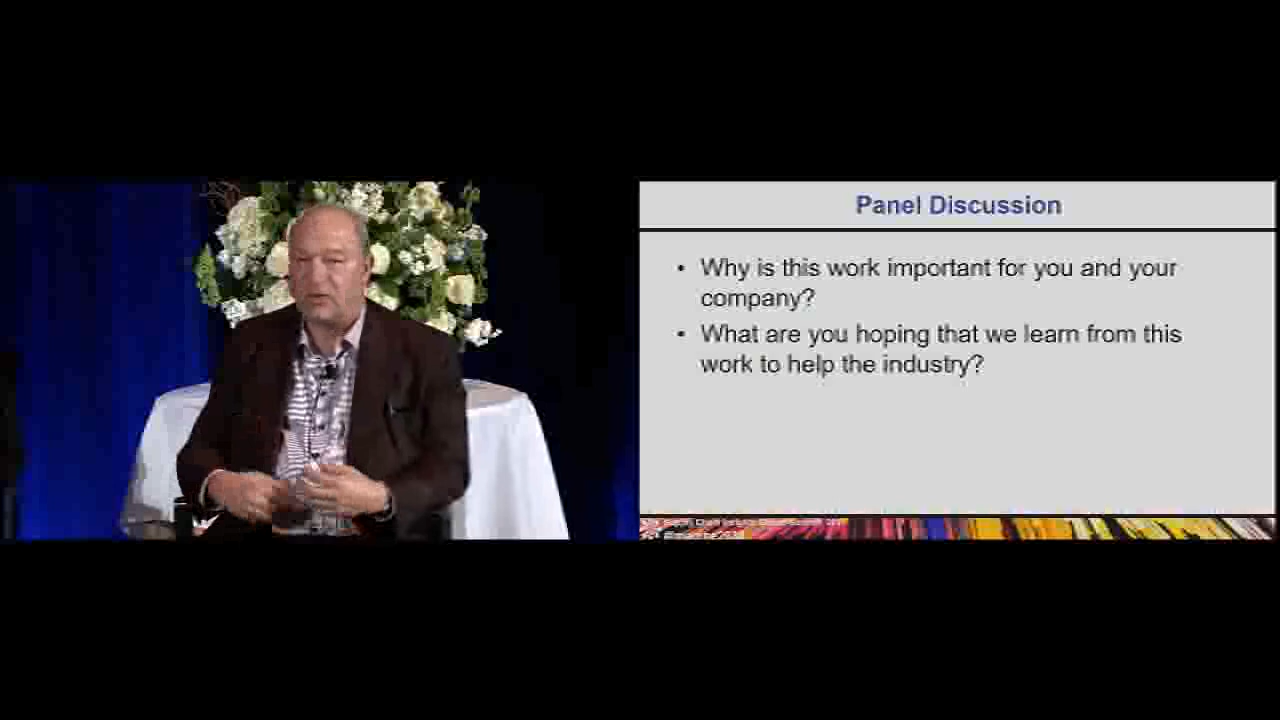 Panel Discussion
• Why is this work important for you and your
company?
• What are you hoping that we learn from this
work to help the industry?